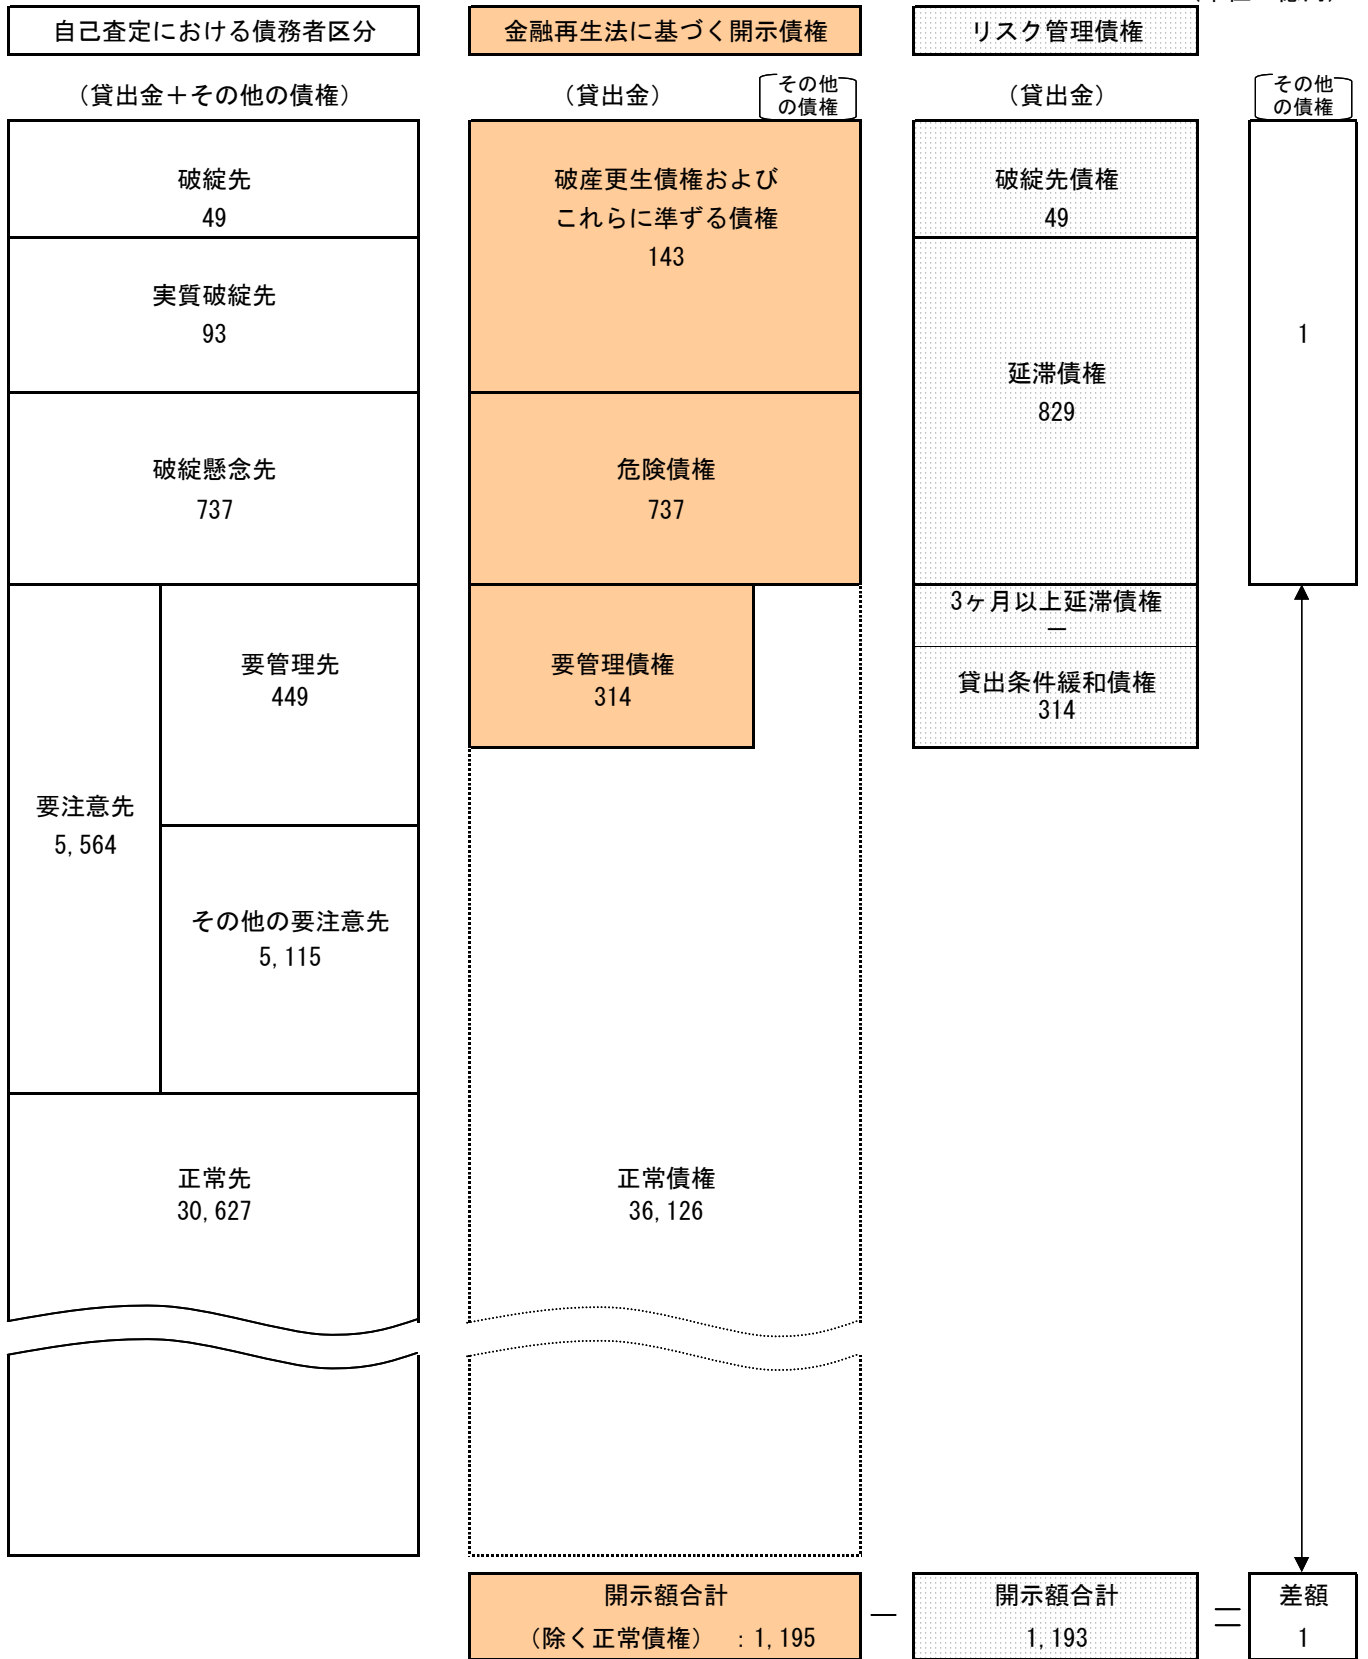 自己査定における債務者区分
金融再生法に基づく開示債権
リスク管理債権
（貸出金＋その他の債権）
（貸出金）
その他
の債権
（貸出金）
その他
の債権
破綻先
49
実質破綻先
93
破綻懸念先
737
要注意先
5,564
要管理先
449
その他の要注意先
5,115
正常先
30,627
破産更生債権および
これらに準ずる債権
143
危険債権
737
要管理債権
314
正常債権
36,126
破綻先債権
49
延滞債権
829
3ヶ月以上延滞債権
－
貸出条件緩和債権
314
1
開示額合計
（除く正常債権）　：1,195
－
開示額合計
1,193
＝
差額
1